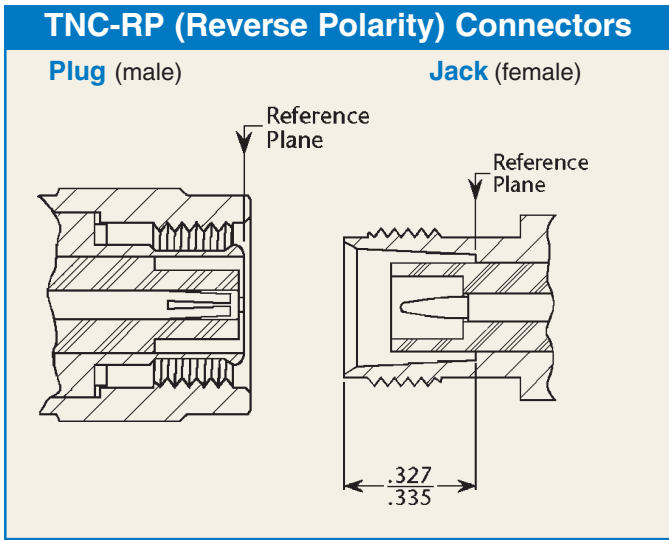 TNC-RP (Reverse Polarity) Connectors
Plug (male)
Jack (female)
Reference
Plane
Reference
Plane
.327
.335